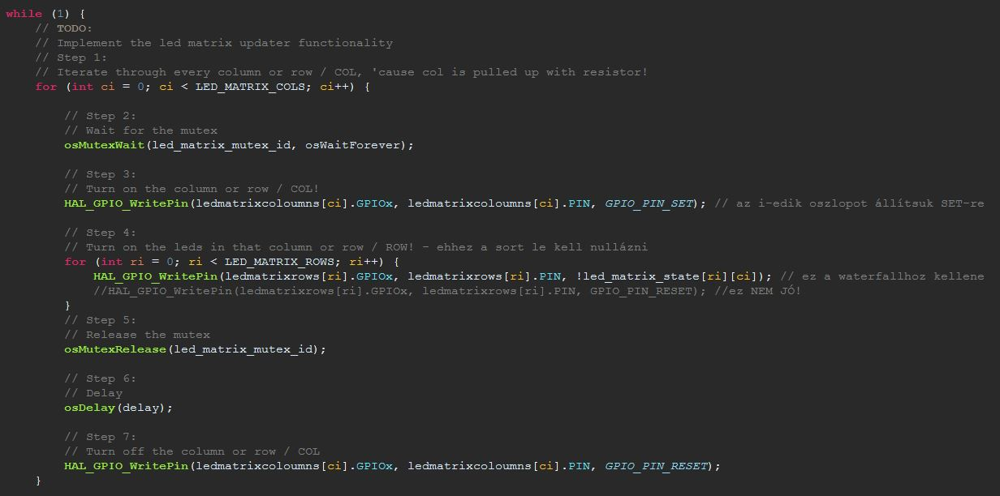 while (1) {
// TODO:
// Implement the led matrix updater functionality
// Step 1:
// Iterate through every column or row / COL, 'cause col is pulled up with resistor!
for (int ci = 0; ci < LED_MATRIX_COLS; ci++) {
// Step 2:
// Wait for the mutex
osMutexWait(led_matrix_mutex_id, osWaitForever);
// Step 3:
// Turn on the column or row / COL!
HAL_GPIO_WritePin(ledmatrixcoloumns[ci].GPIOx, ledmatrixcoloumns[ci].PIN, GPIO_PIN_SET); // az i-edik oszlopot állítsuk SET-re
// Step 4:
// Turn on the leds in that column or row / ROW! - ehhez a sort le kell nullázni
for (int ri = 0; ri < LED_MATRIX_ROWS; ri++) {
HAL_GPIO_WritePin(ledmatrixrows[ri].GPIOx, ledmatrixrows[ri].PIN, !led_matrix_state[ri][ci]); // ez a waterfallhoz kellene
//HAL_GPIO_WritePin(ledmatrixrows[ri].GPIOx, ledmatrixrows[ri].PIN, GPIO_PIN_RESET); //ez NEM JÓ!
}
// Step 5:
// Release the mutex
osMutexRelease(led_matrix_mutex_id);
// Step 6:
// Delay
osDelay(delay);
// Step 7:
// Turn off the column or row / COL
HAL_GPIO_WritePin(ledmatrixcoloumns[ci].GPIOx, ledmatrixcoloumns[ci].PIN, GPIO_PIN_RESET);
}